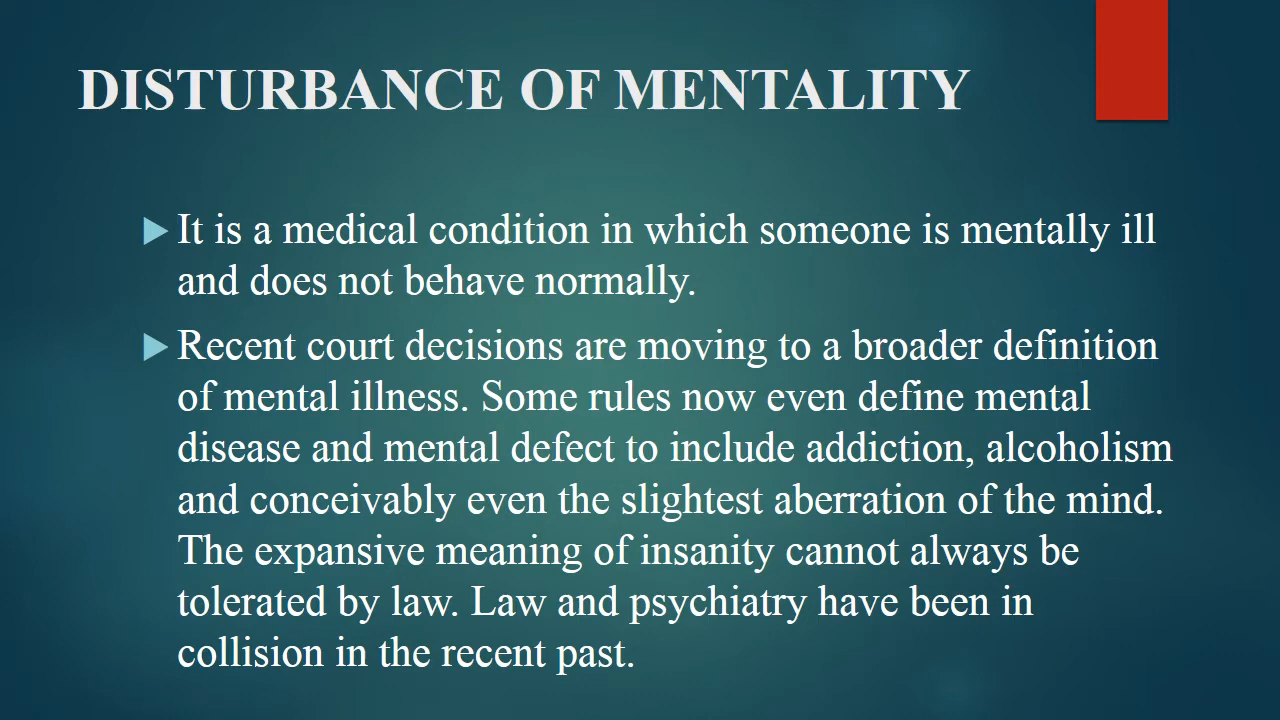 DISTURBANCE OF MENTALITY
It is a medical condition in which someone is mentally ill
and does not behave normally.
Recent court decisions are moving to a broader definition
of mental illness. Some rules now even define mental
disease and mental defect to include addiction, alcoholism
and conceivably even the slightest aberration of the mind.
The expansive meaning of insanity cannot always be
tolerated by law. Law and psychiatry have been in
collision in the recent past.